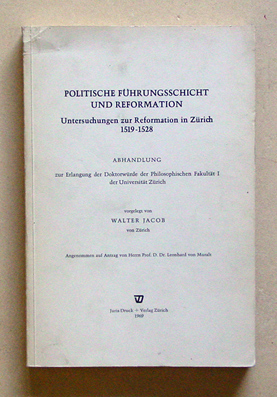 POLITISCHE FÜHRUNGSSCHICHT
UND REFORMATION
Untersuchungen zur Reformation in Zürich
1519-1528
ABHANDLUNG
zur Erlangung der Doktorwürde der Philosophischen Fakultät I
der Universität Zürich
vorgelegt von
WALTER JACOB
von Zürich
Angenommen auf Antrag von Herrn Prof. D. Dr. Leonhard von Muralt
Juris Druck + Verlag Zürich
1969